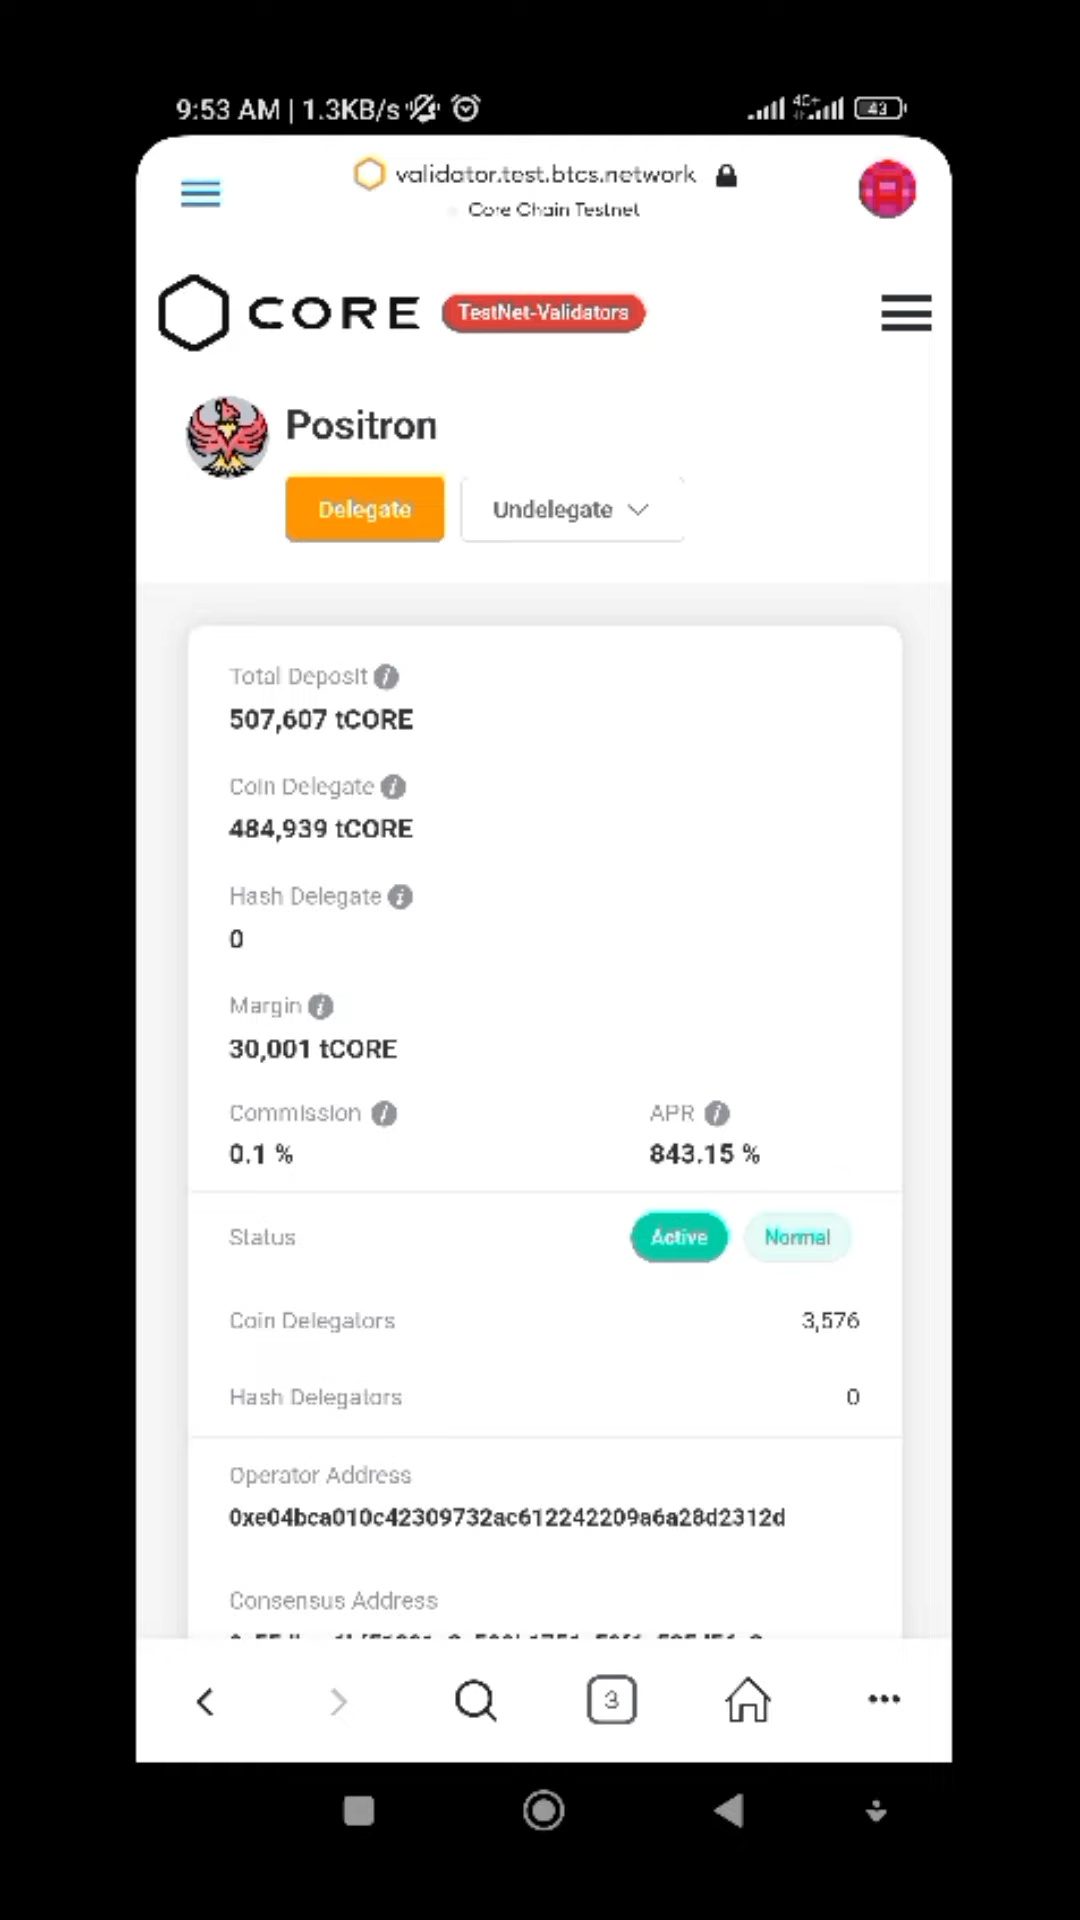 9:53 AM | 1.3KB/s
4G+
43
validator.test.btcs.network
Core Chain Testnet
CORE
TestNet-Validators
Positron
Delegate
Undelegate
Total Deposit
507,607 tCORE
Coin Delegate
484,939 tCORE
Hash Delegate
0
Margin
30,001 tCORE
Commission
APR
0.1 %
843.15 %
Status
Active
Normal
Coin Delegators
3,576
Hash Delegators
0
Operator Address
0xe04bca010c42309732ac612242209a6a28d2312d
Consensus Address
3